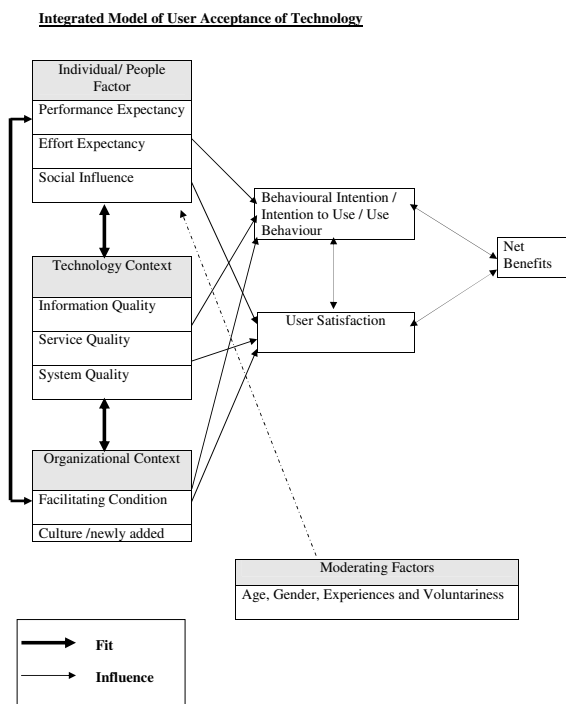 Integrated Model of User Acceptance of Technology
Individual/ People
Factor
Performance Expectancy
Effort Expectancy
Social Influence
Behavioural Intention /
Intention to Use / Use
Behaviour
Net
Benefits
Technology Context
Information Quality
Service Quality
System Quality
User Satisfaction
Organizational Context
Facilitating Condition
Culture /newly added
Moderating Factors
Age, Gender, Experiences and Voluntariness
Fit
Influence